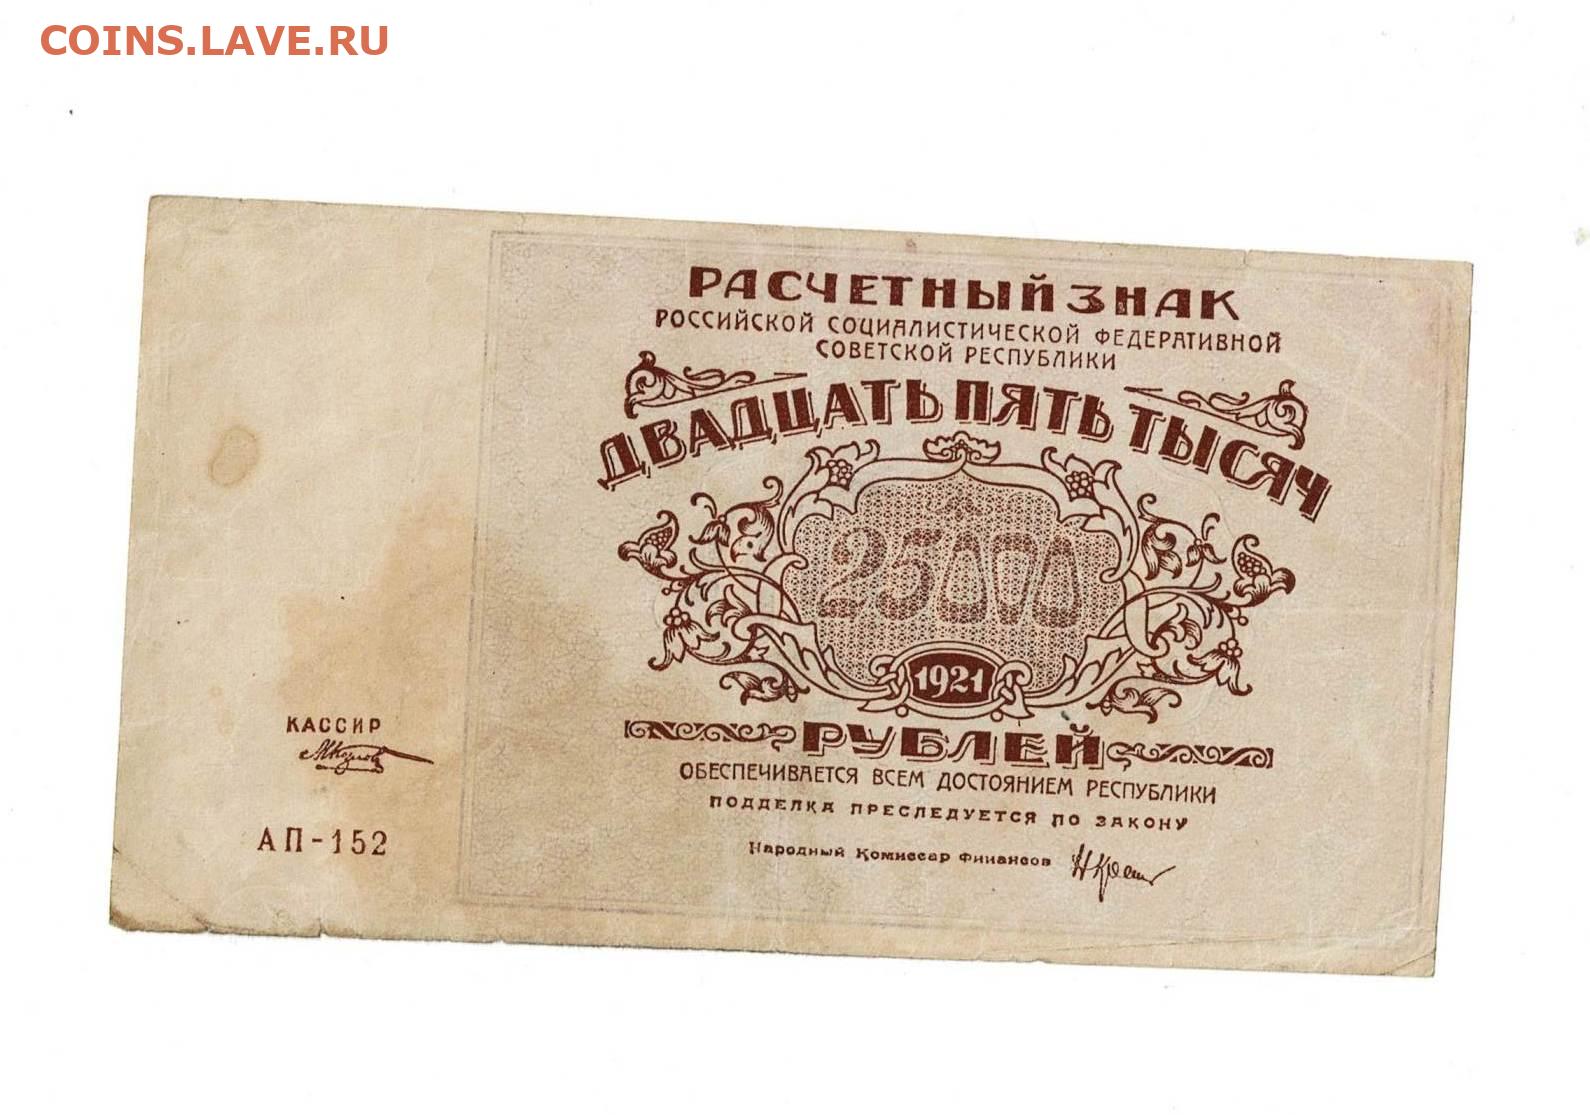 COINS.LAVE.RU
РАСЧЕТНЫЙ ЗНАК
РОССИЙСКОЙ СОЦИАЛИСТИЧЕСКОЙ ФЕДЕРАТИВНОЙ
СОВЕТСКОЙ РЕСПУБЛИКИ
ДВАДЦАТЬ ПЯТЬ ТЫСЯЧ
25000
1921
РУБЛЕЙ
ОБЕСПЕЧИВАЕТСЯ ВСЕМ ДОСТОЯНИЕМ РЕСПУБЛИКИ
ПОДДЕЛКА ПРЕСЛЕДУЕТСЯ ПО ЗАКОНУ
Народный Комиссар Финансов
КАССИР
АП-152